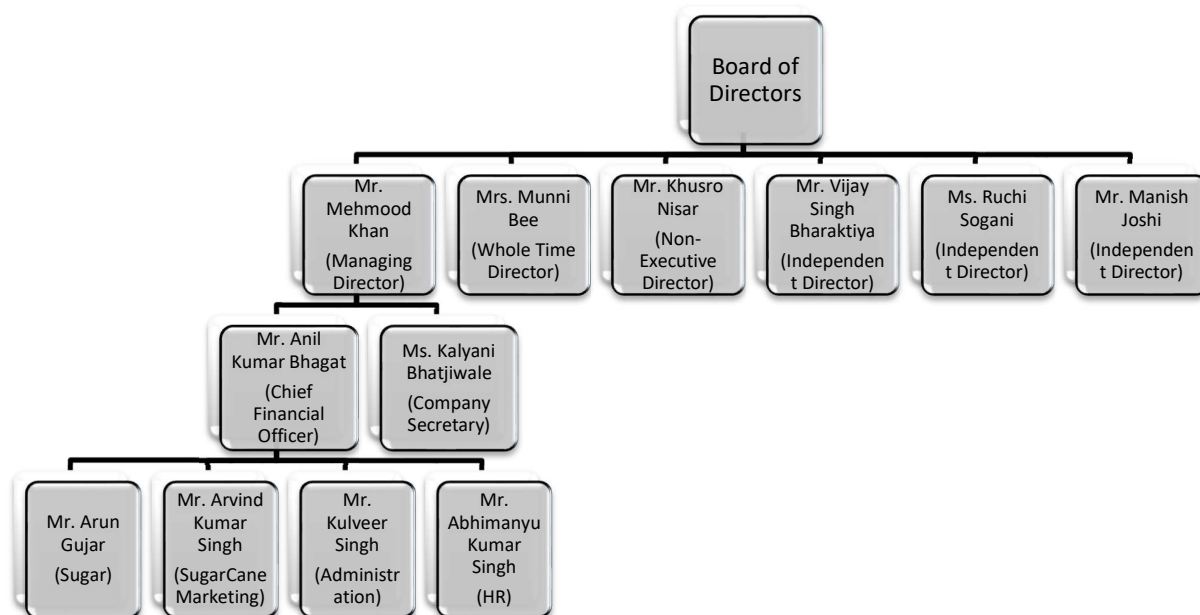 Board of
Directors
Mr.
Mehmood
Khan
(Managing
Director)
Mrs. Munni
Bee
(Whole Time
Director)
Mr. Khusro
Nisar
(Non-
Executive
Director)
Mr. Vijay
Singh
Bharaktiya
(Independen
t Director)
Ms. Ruchi
Sogani
(Independen
t Director)
Mr. Manish
Joshi
(Independen
t Director)
Mr. Anil
Kumar Bhagat
(Chief
Financial
Officer)
Ms. Kalyani
Bhatjiwale
(Company
Secretary)
Mr. Arun
Gujar
(Sugar)
Mr. Arvind
Kumar
Singh
(SugarCane
Marketing)
Mr.
Kulveer
Singh
(Administr
ation)
Mr.
Abhimanyu
Kumar
Singh
(HR)